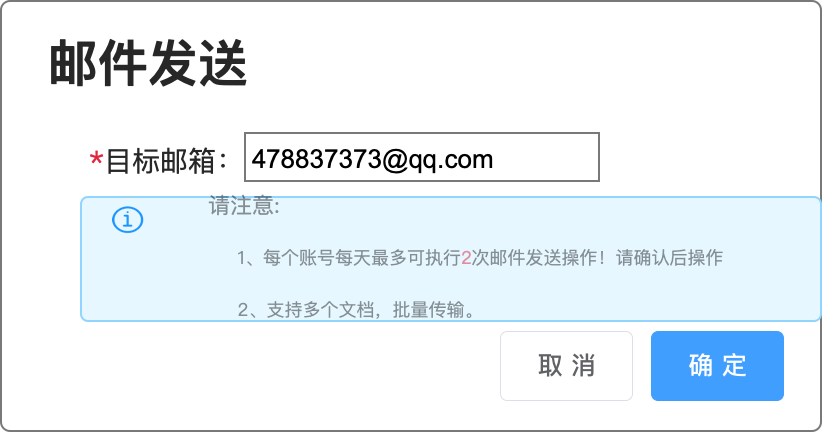 邮件发送
*目标邮箱：478837373@qq.com
请注意:
1、每个账号每天最多可执行2次邮件发送操作！请确认后操作
2、支持多个文档，批量传输。
取 消 确 定